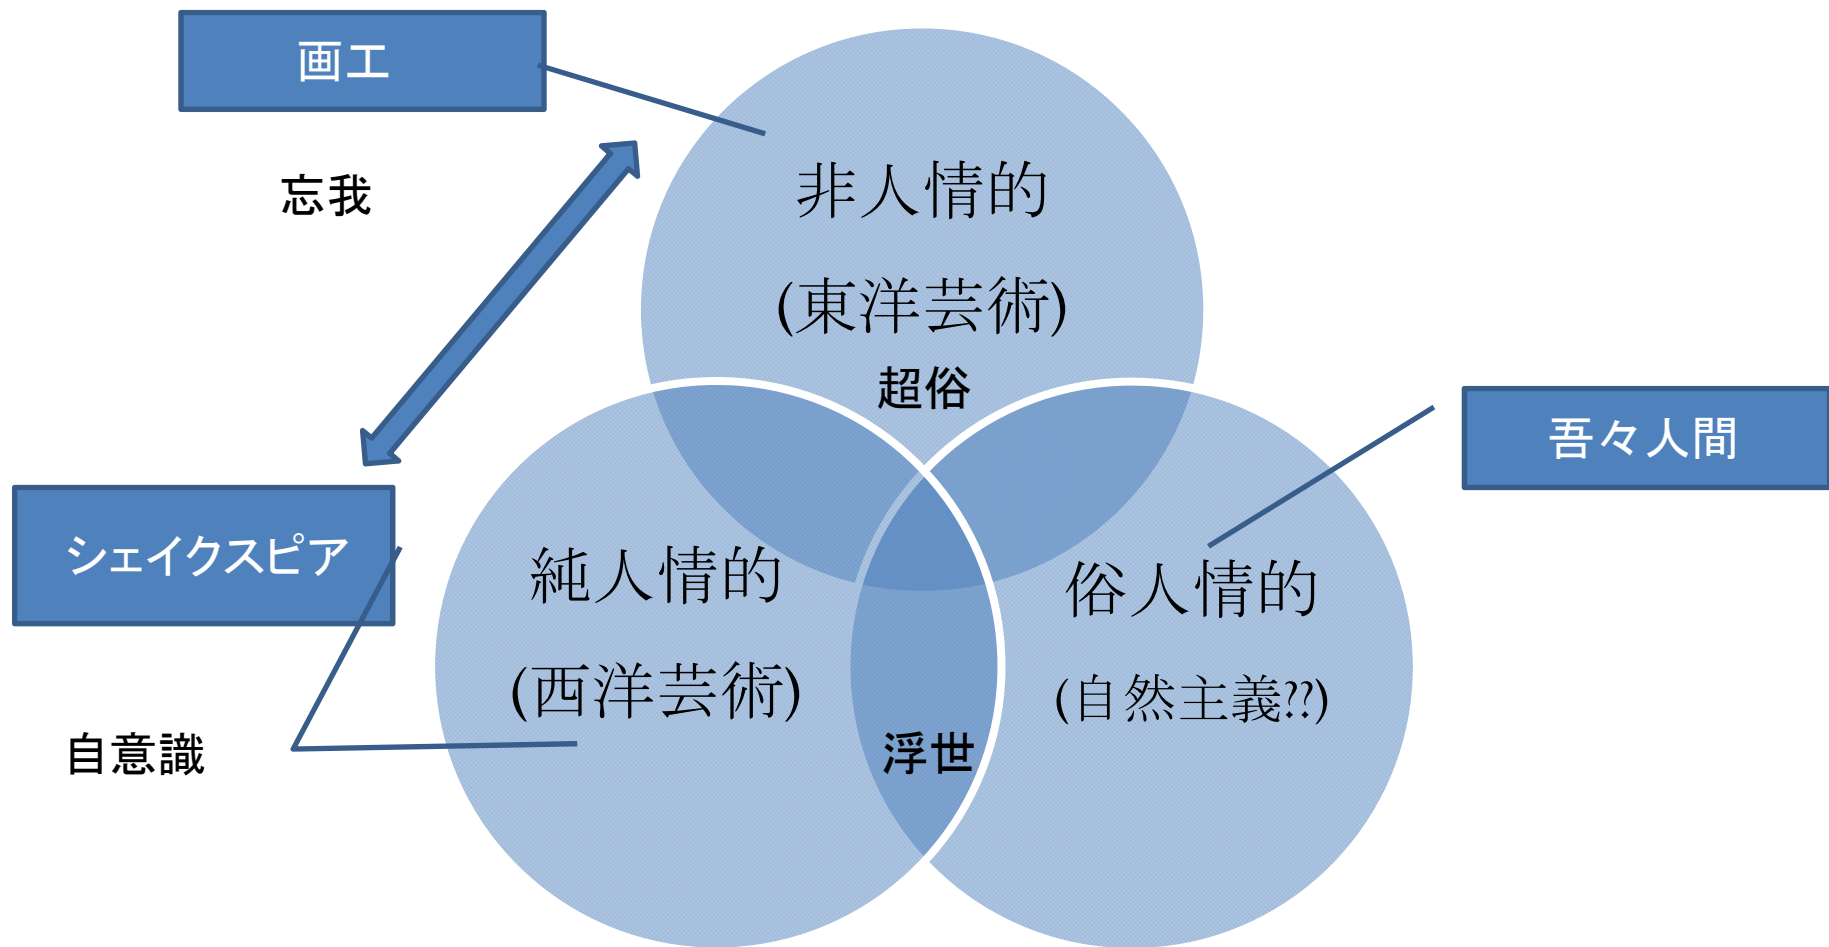 画工
忘我
非人情的
(東洋芸術)
超俗
吾々人間
シェイクスピア
純人情的
(西洋芸術)
俗人情的
(自然主義??)
自意識
浮世